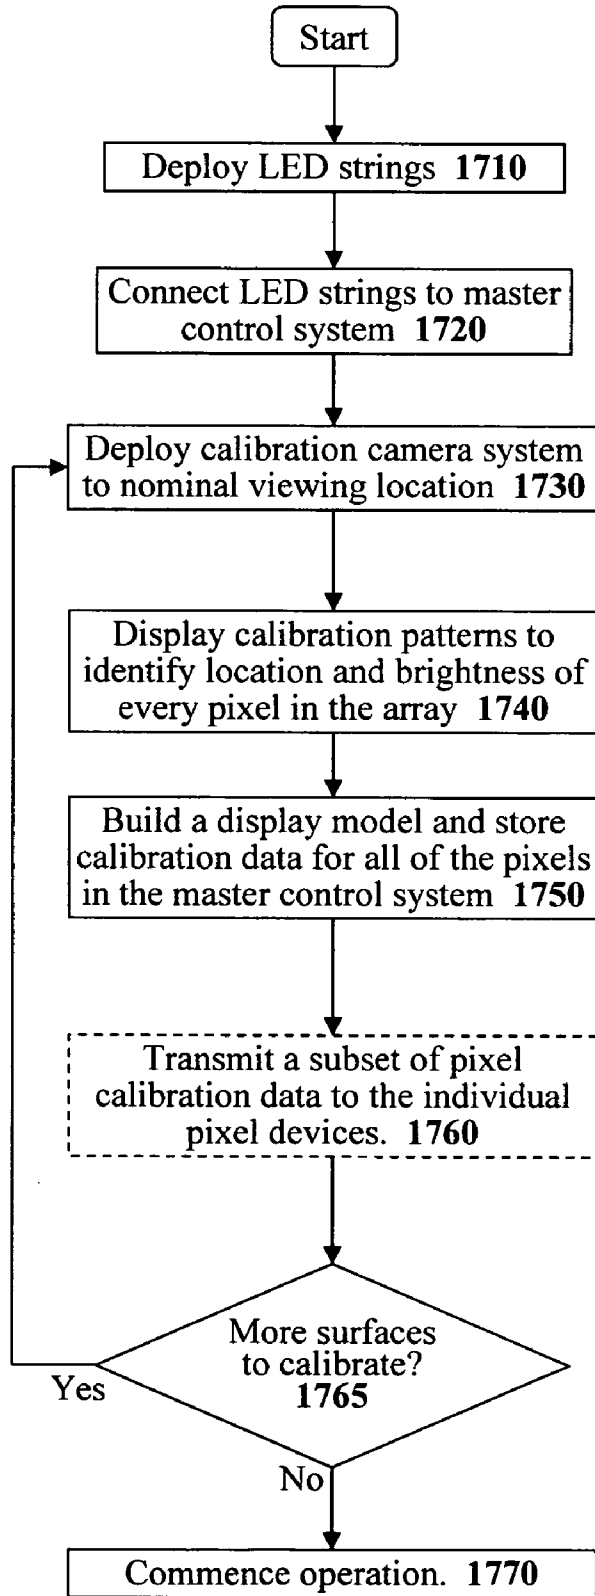 Start
Deploy LED strings 1710
Connect LED strings to master
control system 1720
Deploy calibration camera system
to nominal viewing location 1730
Display calibration patterns to
identify location and brightness of
every pixel in the array 1740
Build a display model and store
calibration data for all of the pixels
in the master control system 1750
Transmit a subset of pixel
calibration data to the individual
pixel devices. 1760
More surfaces
to calibrate?
1765
Yes
No
Commence operation. 1770